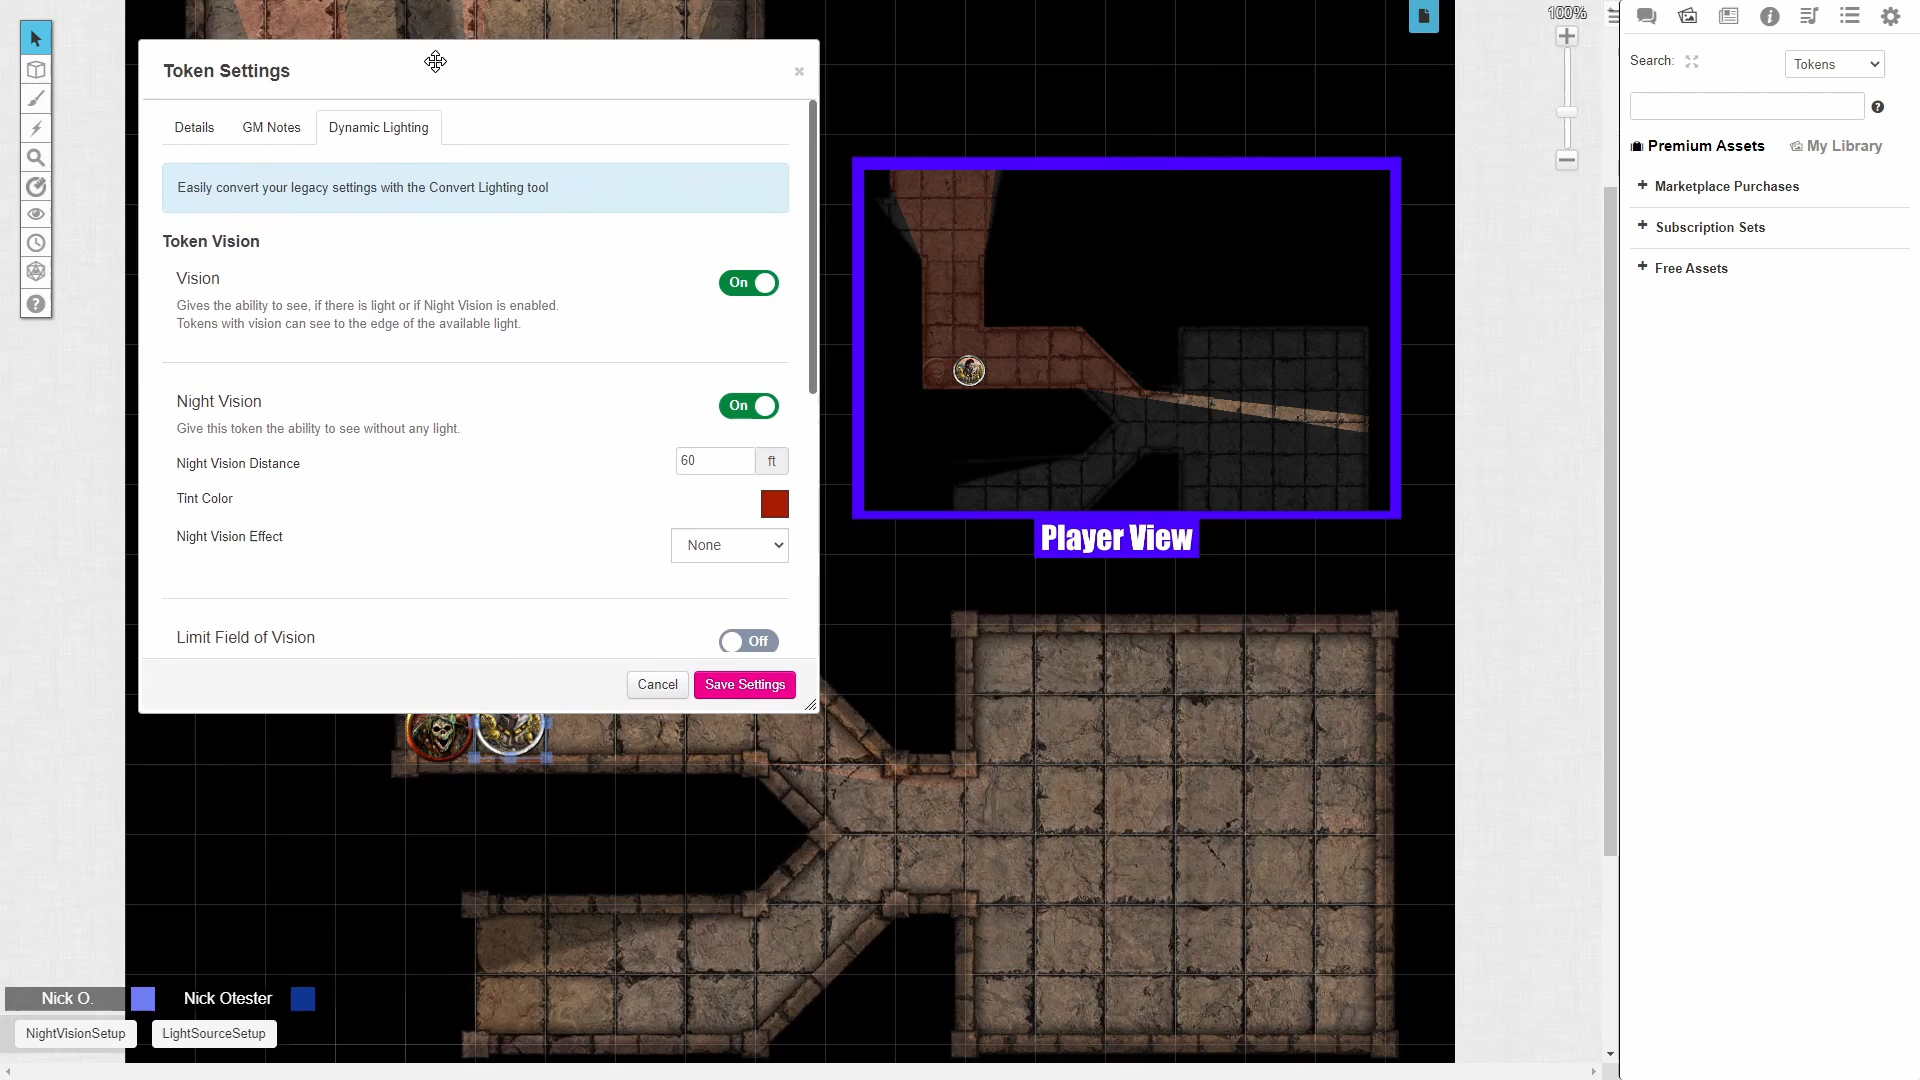 100%
Token Settings
×
Details
GM Notes
Dynamic Lighting
Easily convert your legacy settings with the Convert Lighting tool
Token Vision
Vision
On
Gives the ability to see, if there is light or if Night Vision is enabled.
Tokens with vision can see to the edge of the available light.
Night Vision
On
Give this token the ability to see without any light.
Night Vision Distance
60
ft
Tint Color
Night Vision Effect
None
Limit Field of Vision
Off
Cancel
Save Settings
Player View
Search:
Tokens
Premium Assets
My Library
+ Marketplace Purchases
+ Subscription Sets
+ Free Assets
Nick O.
Nick Otester
NightVisionSetup
LightSourceSetup